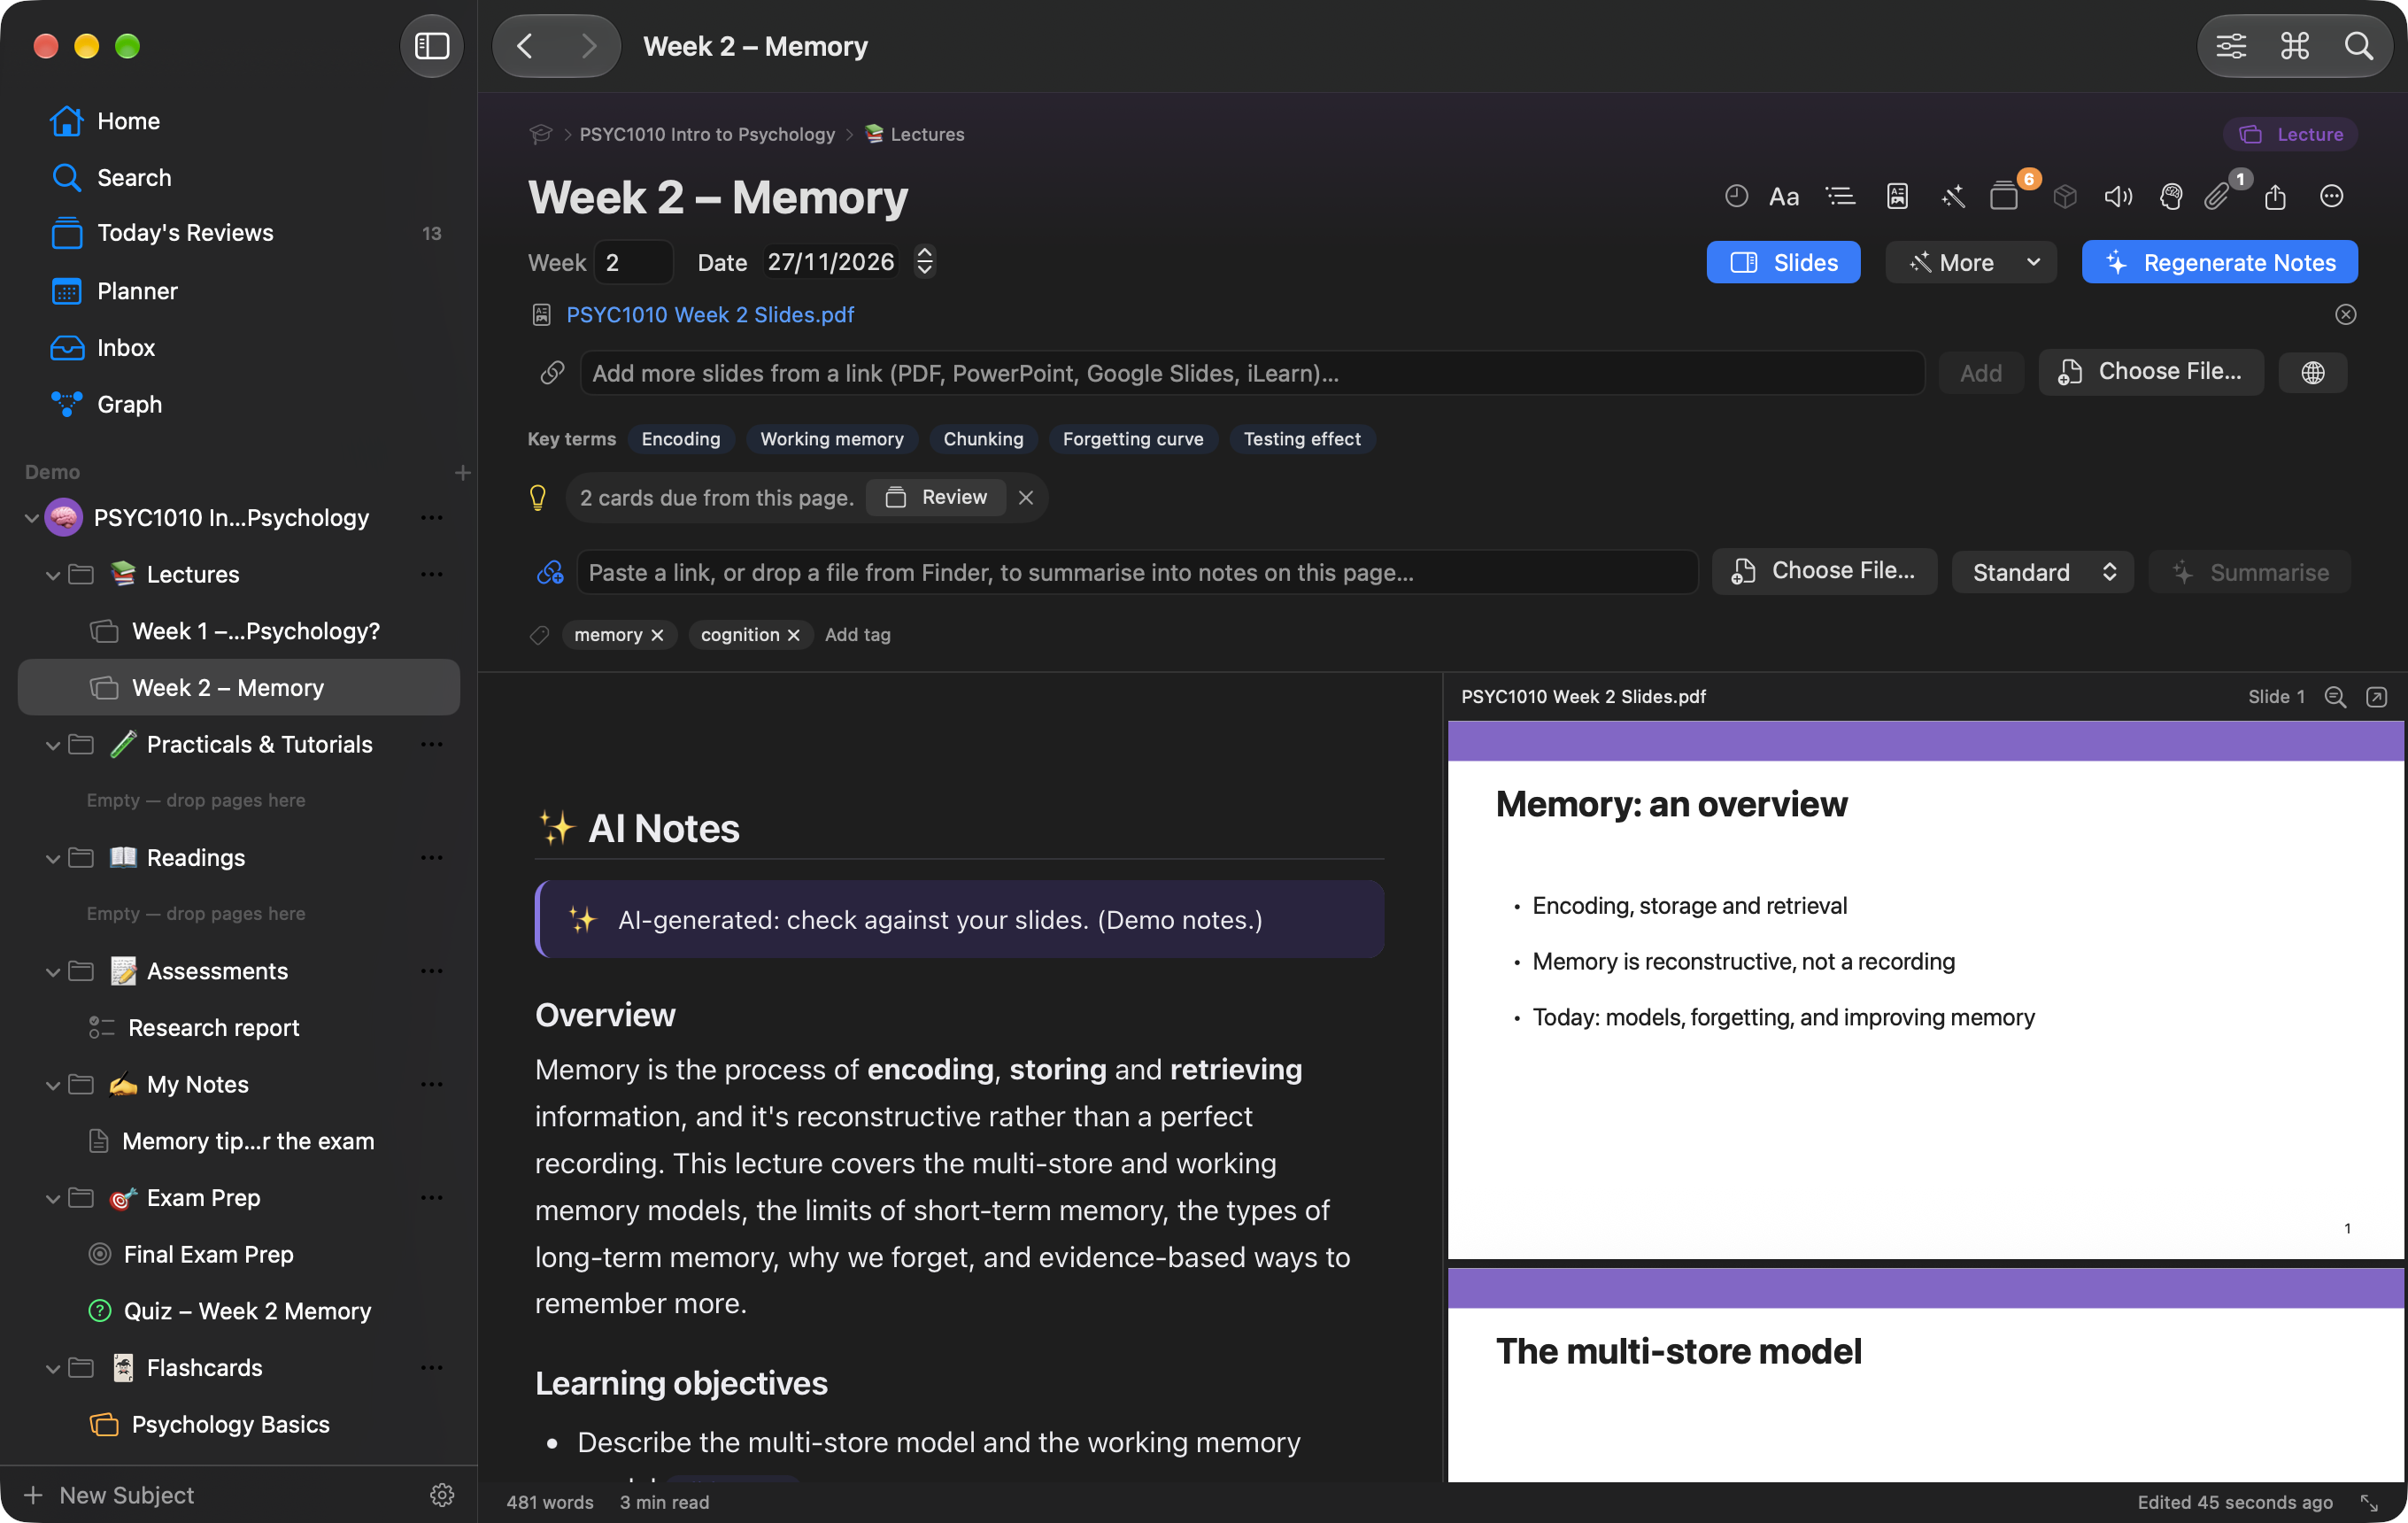 Week 2 – Memory
Home
Search
Today's Reviews 13
Planner
Inbox
Graph
Demo
PSYC1010 In...Psychology
Lectures
Week 1 –...Psychology?
Week 2 – Memory
Practicals & Tutorials
Empty — drop pages here
Readings
Empty — drop pages here
Assessments
Research report
My Notes
Memory tip...r the exam
Exam Prep
Final Exam Prep
Quiz – Week 2 Memory
Flashcards
Psychology Basics
New Subject
PSYC1010 Intro to Psychology > Lectures
Lecture
Week 2 – Memory
Aa
6
1
Week 2 Date 27/11/2026
Slides
More
Regenerate Notes
PSYC1010 Week 2 Slides.pdf
Add more slides from a link (PDF, PowerPoint, Google Slides, iLearn)...
Add
Choose File...
Key terms Encoding Working memory Chunking Forgetting curve Testing effect
2 cards due from this page. Review
Paste a link, or drop a file from Finder, to summarise into notes on this page...
Choose File...
Standard
Summarise
memory cognition Add tag
✨ AI Notes
✨ AI-generated: check against your slides. (Demo notes.)
Overview
Memory is the process of encoding, storing and retrieving
information, and it's reconstructive rather than a perfect
recording. This lecture covers the multi-store and working
memory models, the limits of short-term memory, the types of
long-term memory, why we forget, and evidence-based ways to
remember more.
Learning objectives
• Describe the multi-store model and the working memory
PSYC1010 Week 2 Slides.pdf
Slide 1
Memory: an overview
• Encoding, storage and retrieval
• Memory is reconstructive, not a recording
• Today: models, forgetting, and improving memory
1
The multi-store model
481 words 3 min read
Edited 45 seconds ago